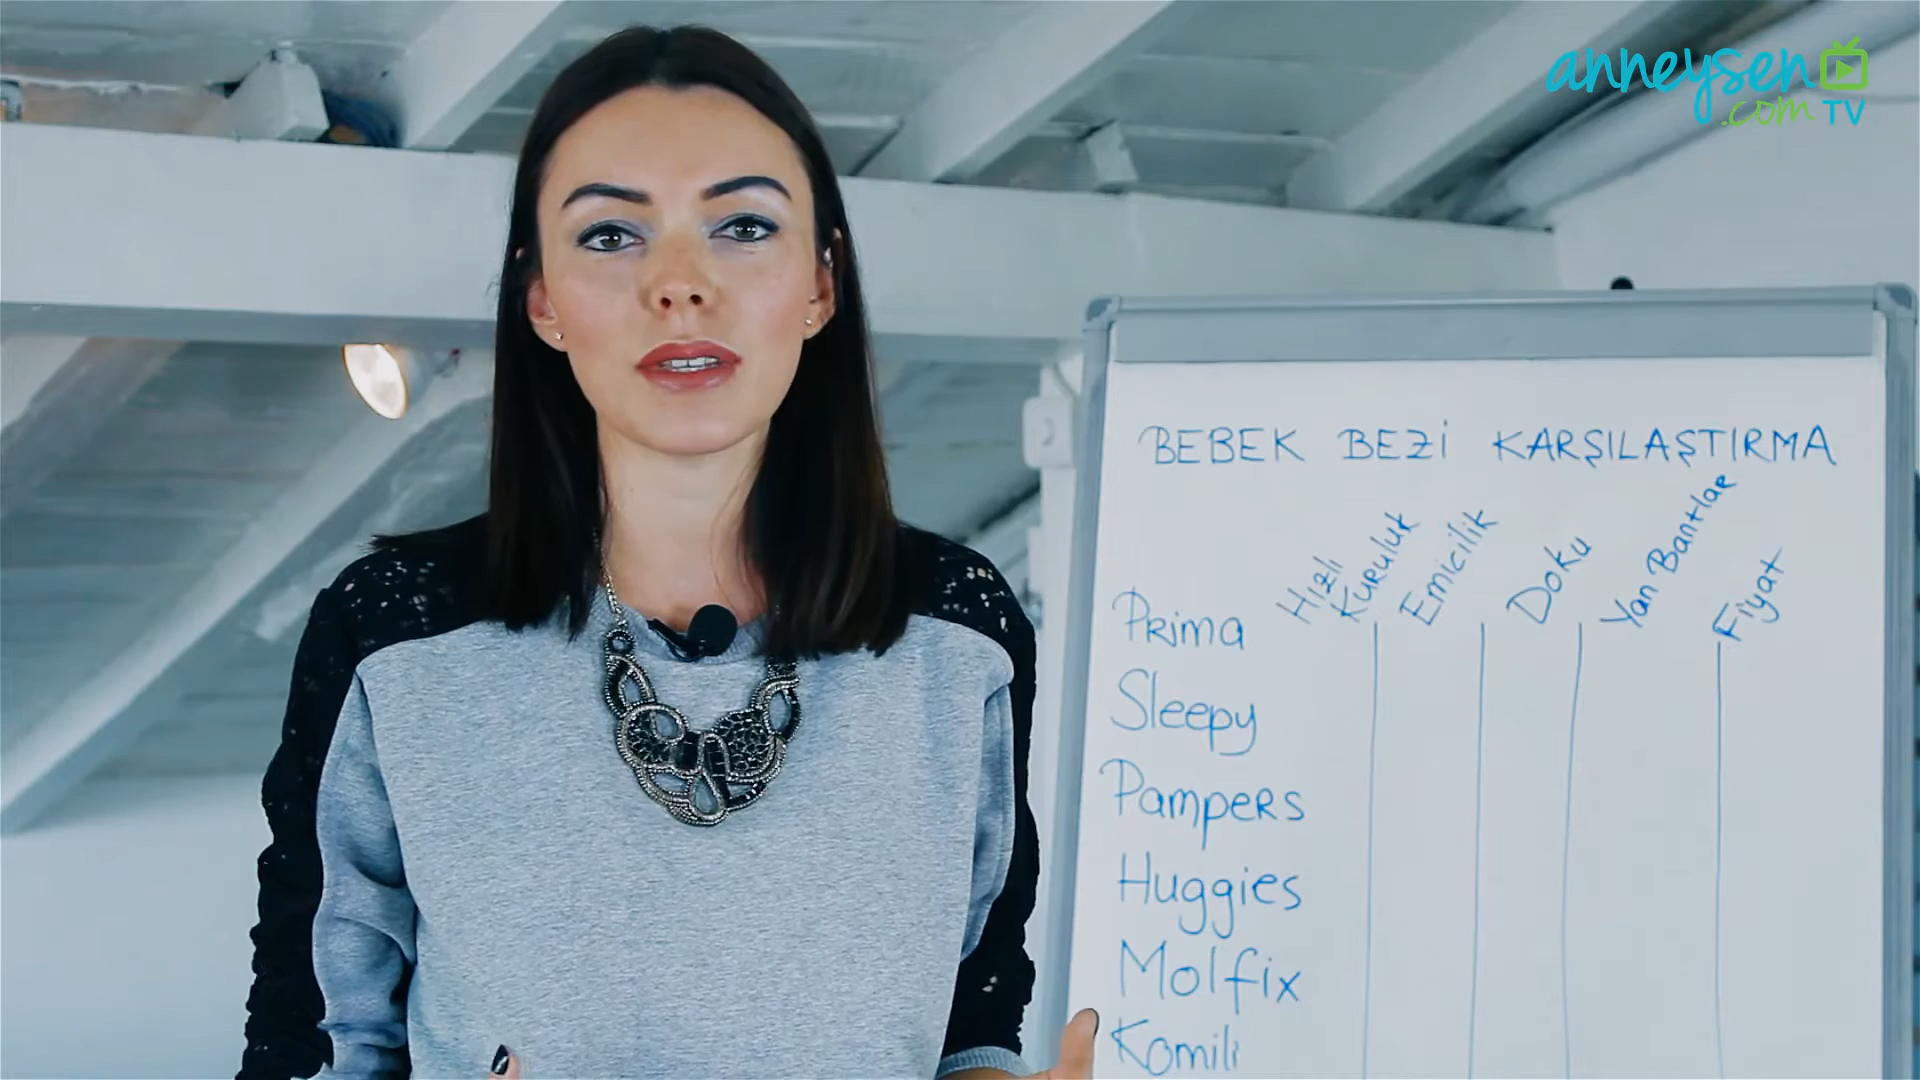 anneysen
.com TV
BEBEK BEZİ KARŞILAŞTIRMA
Hızlı
Kuruluk
Emicilik
Doku
Yan Bantlar
Fiyat
Prima
Sleepy
Pampers
Huggies
Molfix
Komili